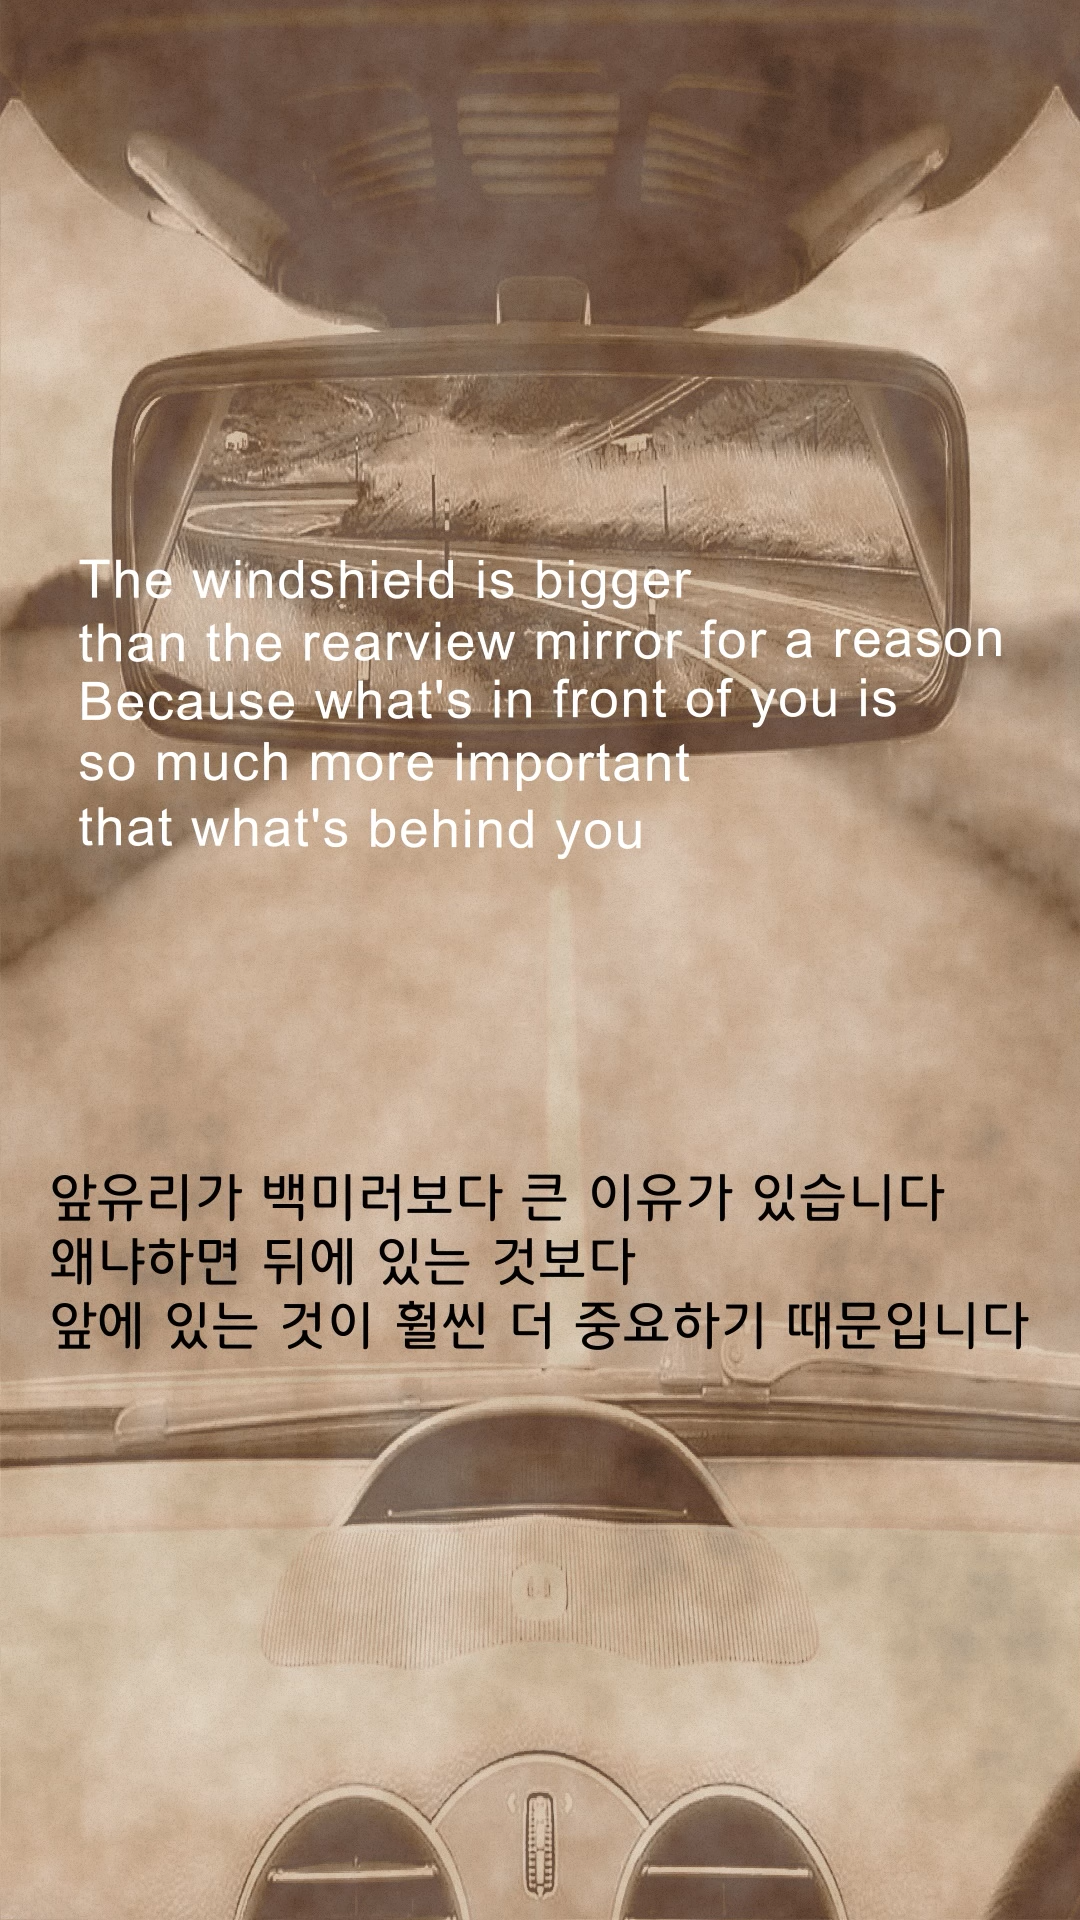 The windshield is bigger
than the rearview mirror for a reason
Because what's in front of you is
so much more important
that what's behind you
앞유리가 백미러보다 큰 이유가 있습니다
왜냐하면 뒤에 있는 것보다
앞에 있는 것이 훨씬 더 중요하기 때문입니다